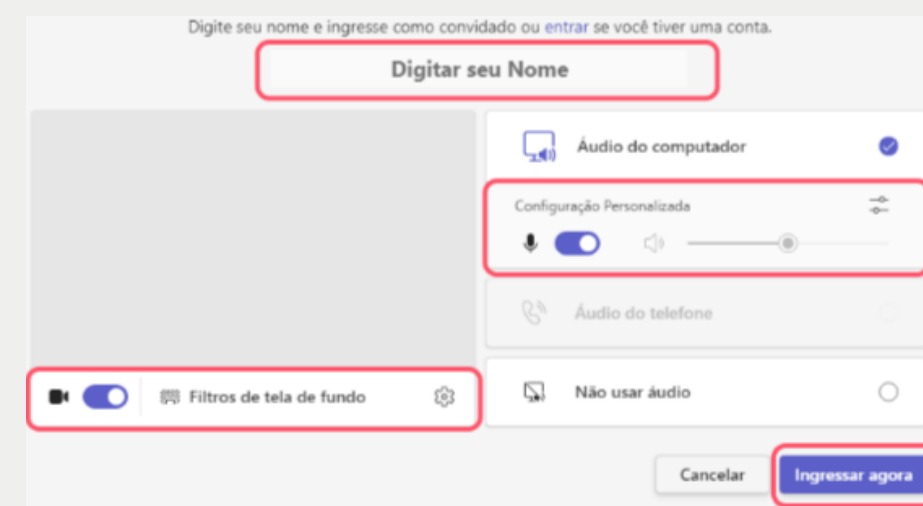 Digite seu nome e ingresse como convidado ou entrar se você tiver uma conta.
Digitar seu Nome
Áudio do computador
Configuração Personalizada
Áudio do telefone
Filtros de tela de fundo
Não usar áudio
Cancelar
Ingressar agora